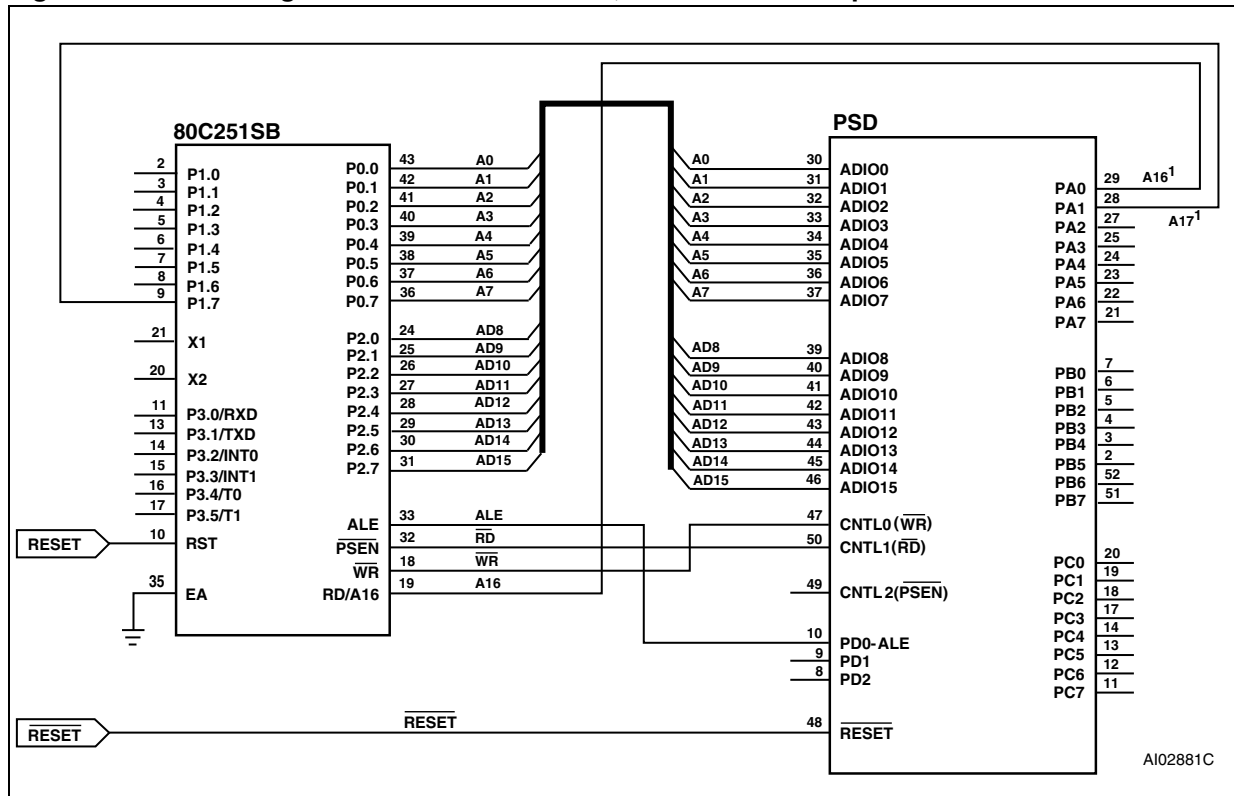 80C251SB
PSD
2 P1.0
3 P1.1
4 P1.2
5 P1.3
6 P1.4
7 P1.5
8 P1.6
9 P1.7
21 X1
20 X2
11 P3.0/RXD
13 P3.1/TXD
14 P3.2/INT0
15 P3.3/INT1
16 P3.4/T0
17 P3.5/T1
RESET 10 RST
35 EA
P0.0 43 A0
P0.1 42 A1
P0.2 41 A2
P0.3 40 A3
P0.4 39 A4
P0.5 38 A5
P0.6 37 A6
P0.7 36 A7
P2.0 24 AD8
P2.1 25 AD9
P2.2 26 AD10
P2.3 27 AD11
P2.4 28 AD12
P2.5 29 AD13
P2.6 30 AD14
P2.7 31 AD15
ALE 33 ALE
PSEN 32 RD
WR 18 WR
RD/A16 19 A16
A0 30 ADIO0
A1 31 ADIO1
A2 32 ADIO2
A3 33 ADIO3
A4 34 ADIO4
A5 35 ADIO5
A6 36 ADIO6
A7 37 ADIO7
AD8 39 ADIO8
AD9 40 ADIO9
AD10 41 ADIO10
AD11 42 ADIO11
AD12 43 ADIO12
AD13 44 ADIO13
AD14 45 ADIO14
AD15 46 ADIO15
47 CNTL0(WR)
50 CNTL1(RD)
49 CNTL2(PSEN)
10 PD0-ALE
9 PD1
8 PD2
RESET RESET 48 RESET
PA0 29 A16¹
PA1 28 A17¹
PA2 27
PA3 25
PA4 24
PA5 23
PA6 22
PA7 21
PB0 7
PB1 6
PB2 5
PB3 4
PB4 3
PB5 2
PB6 52
PB7 51
PC0 20
PC1 19
PC2 18
PC3 17
PC4 14
PC5 13
PC6 12
PC7 11
AI02881C